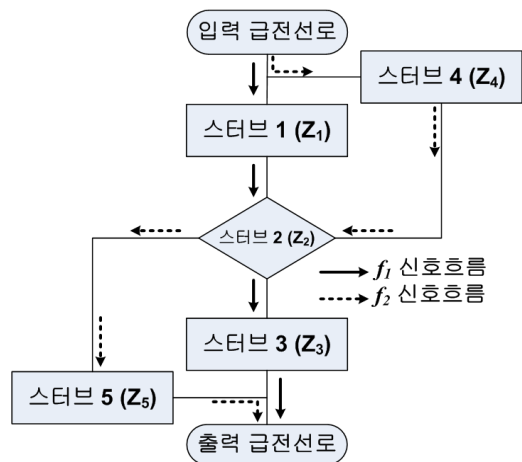 입력 급전선로
스터브 4 (Z4)
스터브 1 (Z1)
스터브 2 (Z2)
f1 신호흐름
f2 신호흐름
스터브 3 (Z3)
스터브 5 (Z5)
출력 급전선로